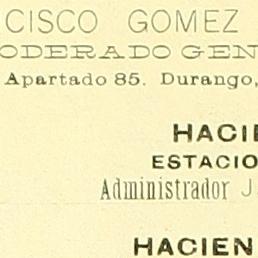 CISCO GOMEZ
ODERADO GEN
Apartado 85. Durango,
HACIE
ESTACIO
Administrador J
HACIEN